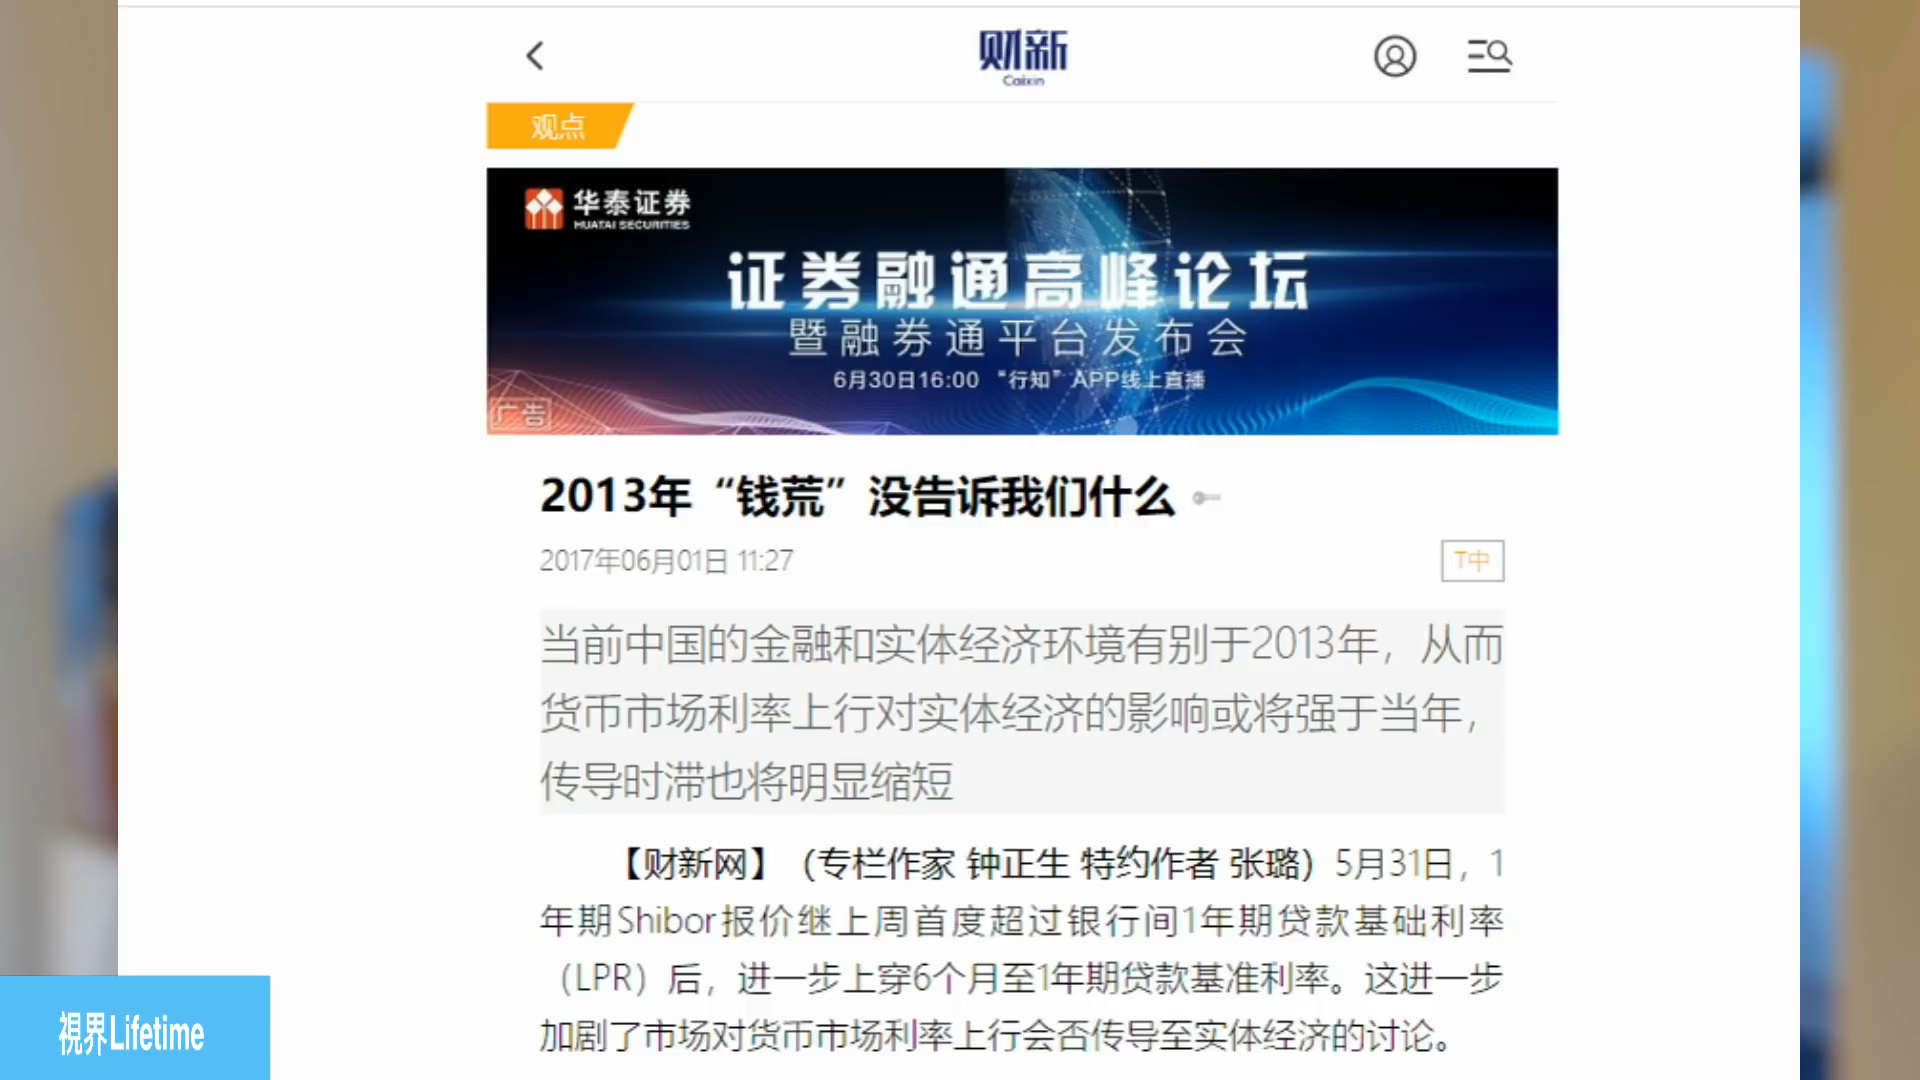 财新
Caixin
观点
华泰证券
HUATAI SECURITIES
证券融通高峰论坛
暨融券通平台发布会
6月30日16:00 “行知”APP线上直播
广告
2013年“钱荒”没告诉我们什么
2017年06月01日 11:27
T中
当前中国的金融和实体经济环境有别于2013年，从而
货币市场利率上行对实体经济的影响或将强于当年，
传导时滞也将明显缩短
【财新网】（专栏作家 钟正生 特约作者 张璐）5月31日，1
年期Shibor报价继上周首度超过银行间1年期贷款基础利率
（LPR）后，进一步上穿6个月至1年期贷款基准利率。这进一步
加剧了市场对货币市场利率上行会否传导至实体经济的讨论。
視界Lifetime